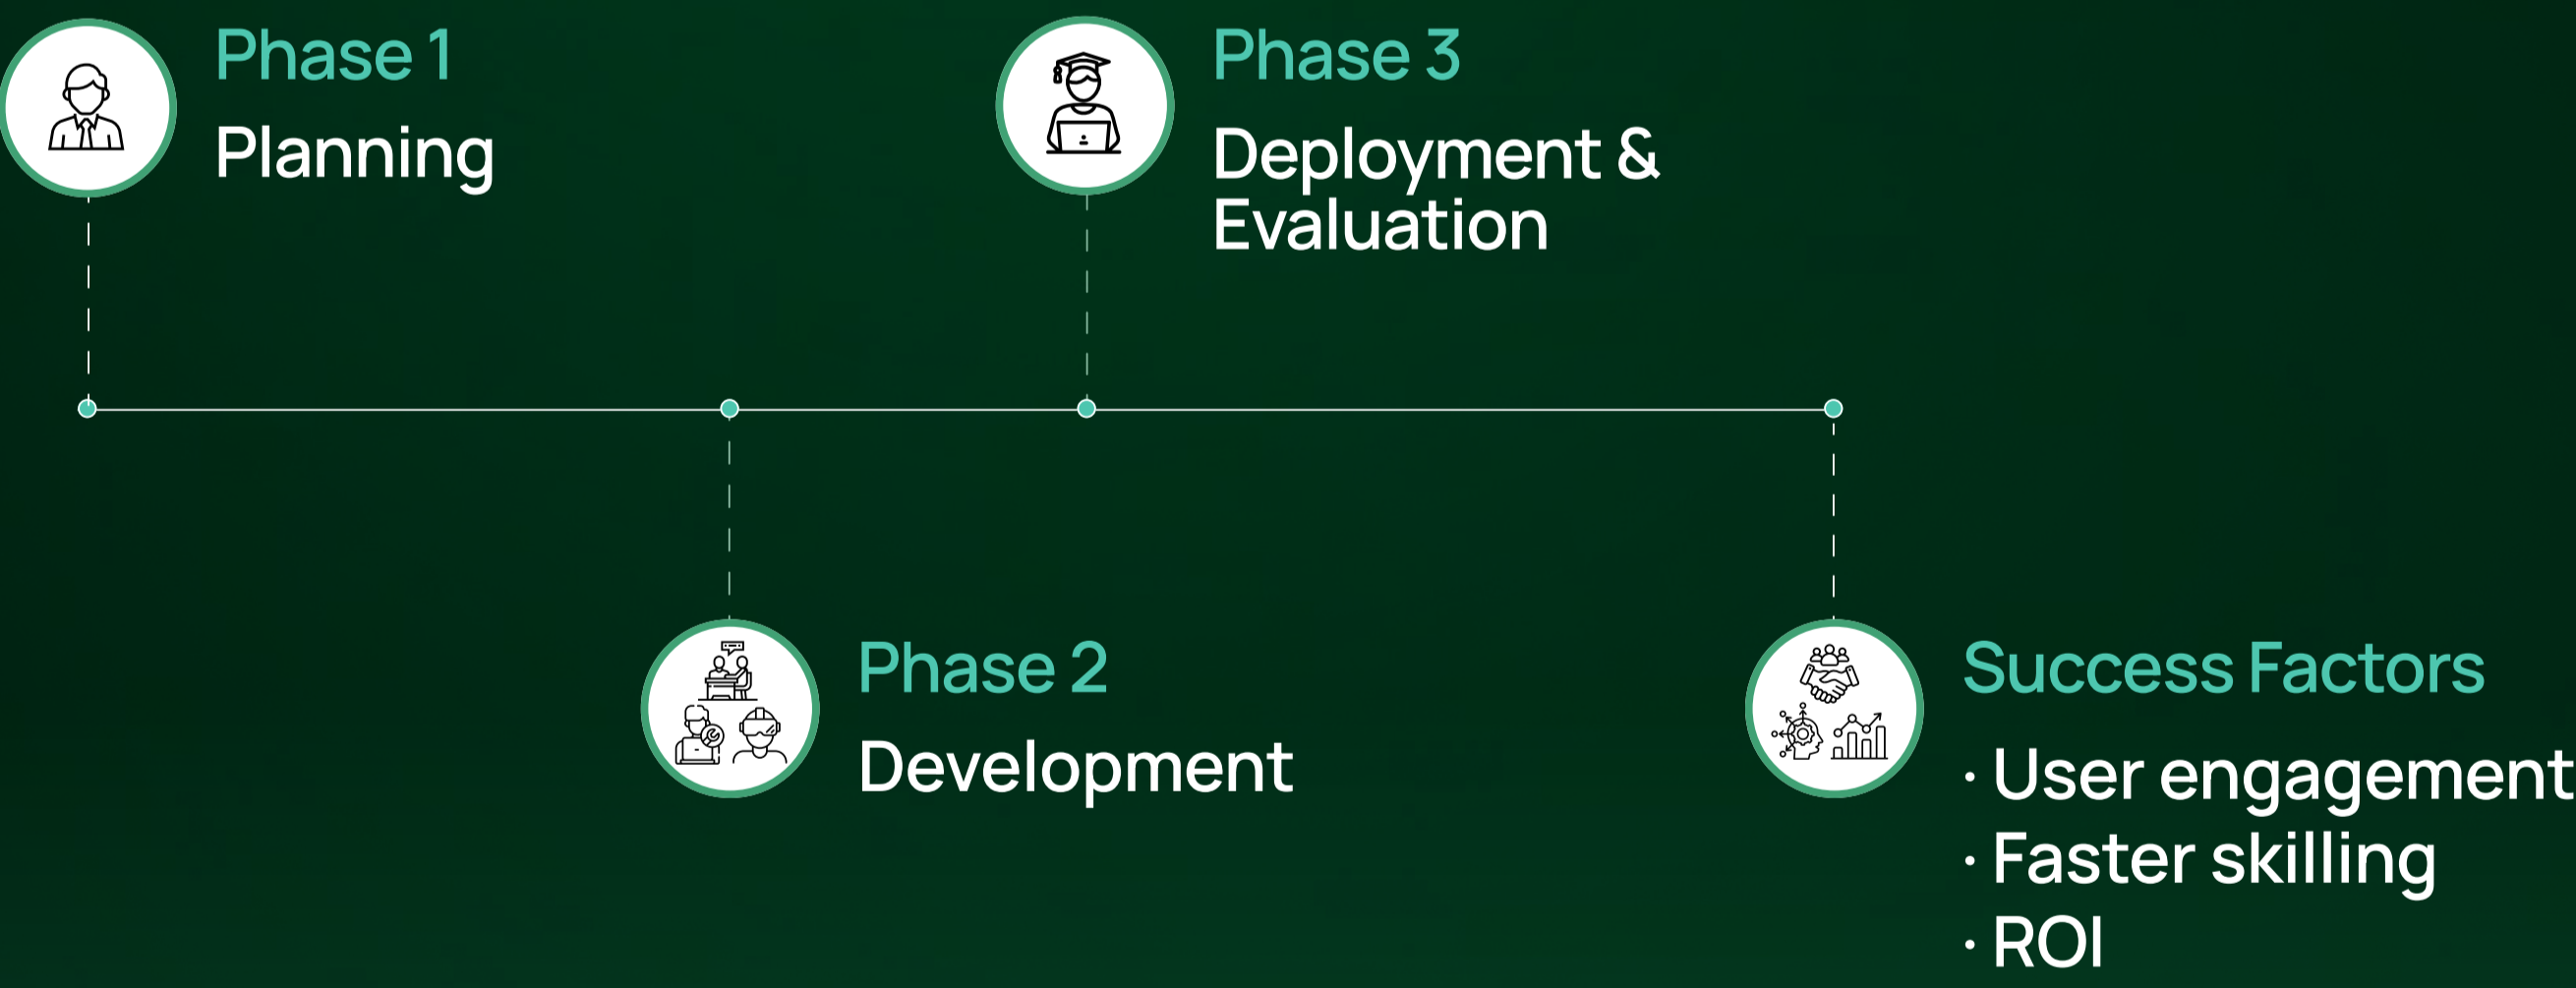 Phase 1
Planning
Phase 3
Deployment &
Evaluation
Phase 2
Development
Success Factors
· User engagement
· Faster skilling
· ROI